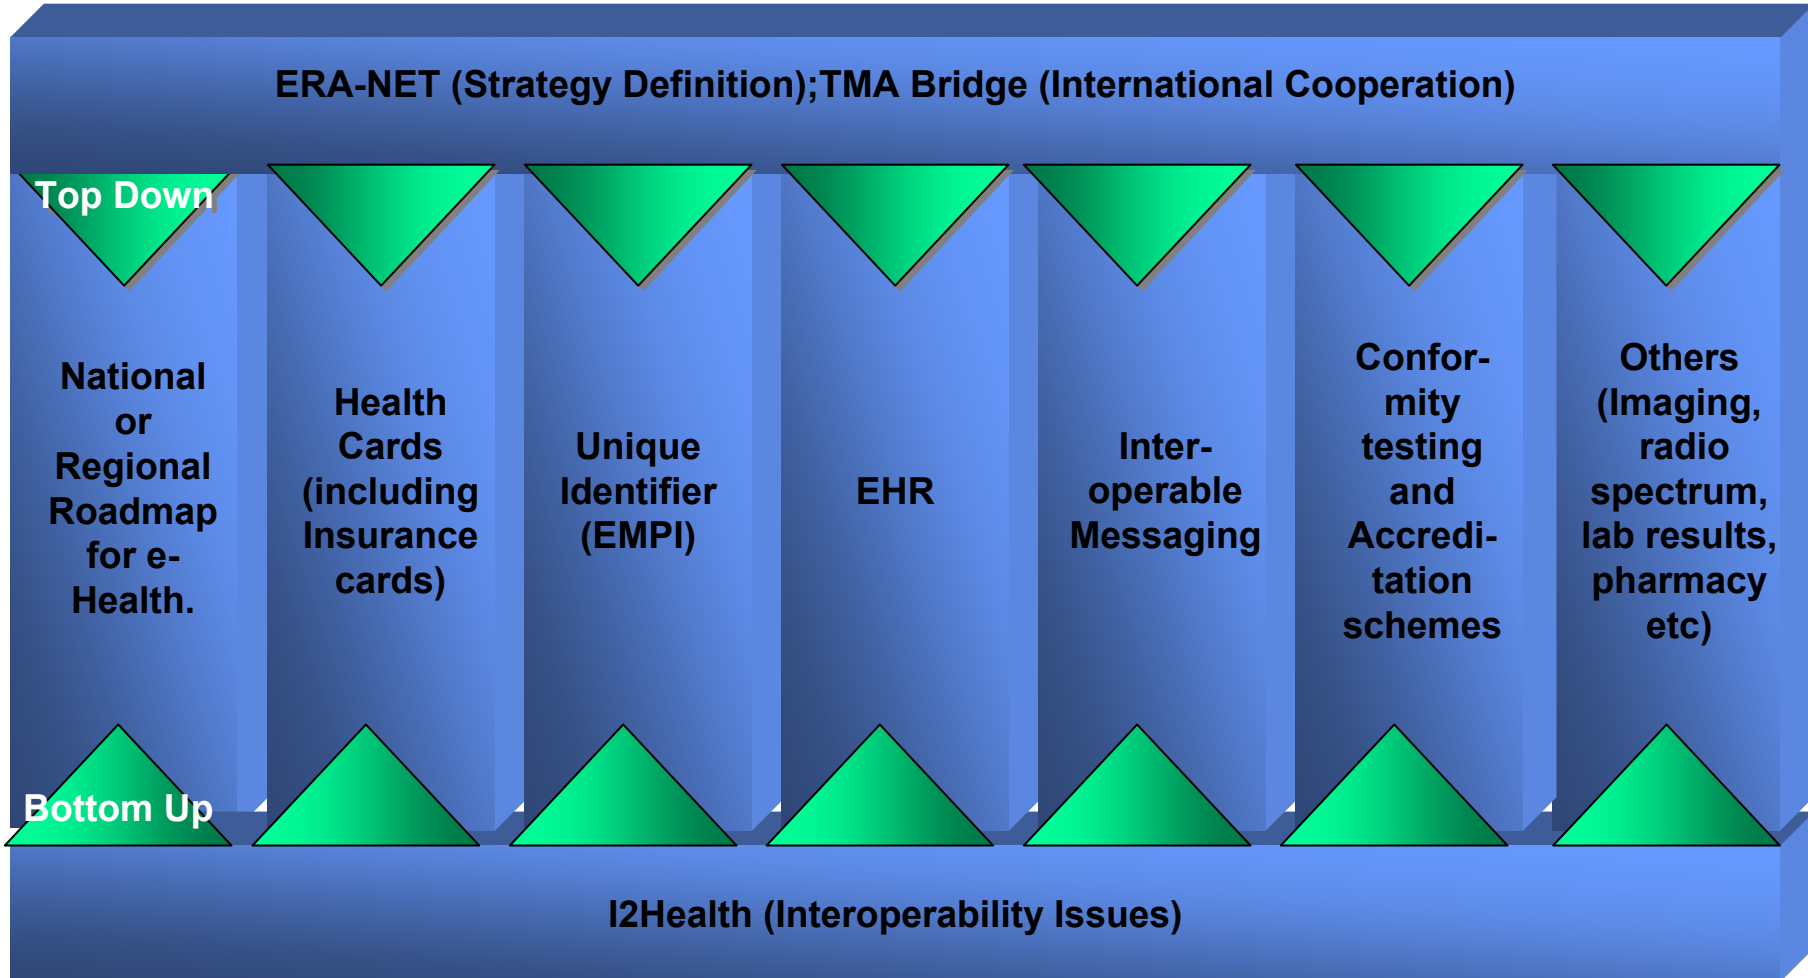 ERA-NET (Strategy Definition);TMA Bridge (International Cooperation)
Top Down
National
or
Regional
Roadmap
for e-
Health.
Health
Cards
(including
Insurance
cards)
Unique
Identifier
(EMPI)
EHR
Inter-
operable
Messaging
Confor-
mity
testing
and
Accredi-
tation
schemes
Others
(Imaging,
radio
spectrum,
lab results,
pharmacy
etc)
Bottom Up
I2Health (Interoperability Issues)